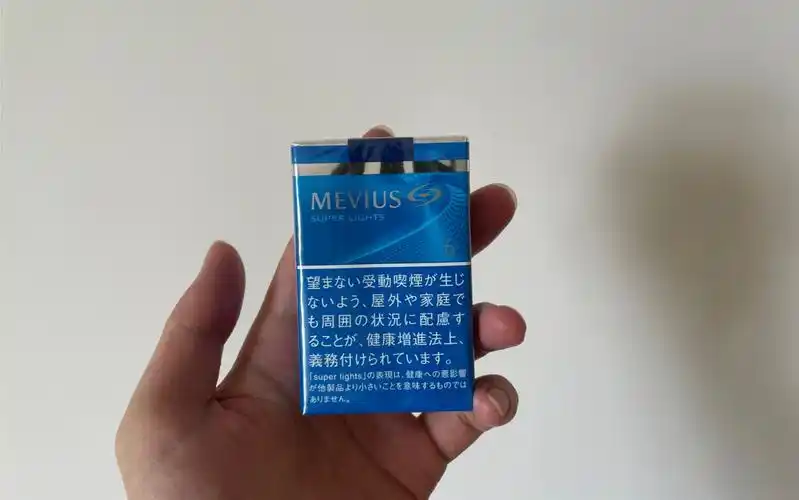 MEVIUS
SUPER LIGHTS
6
望まない受動喫煙が生じ
ないよう、屋外や家庭で
も周囲の状況に配慮す
ることが、健康増進法上、
義務付けられています。
「super lights」の表現は、健康への悪影響
が他製品より小さいことを意味するものでは
ありません。